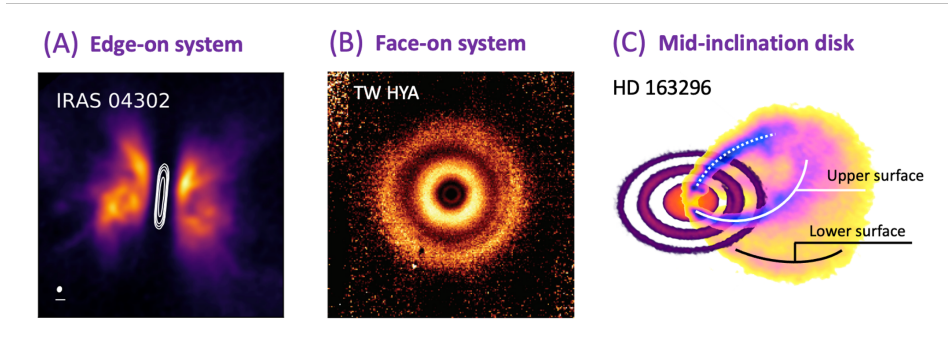 (A) Edge-on system
(B) Face-on system
(C) Mid-inclination disk
IRAS 04302
TW HYA
HD 163296
Upper surface
Lower surface